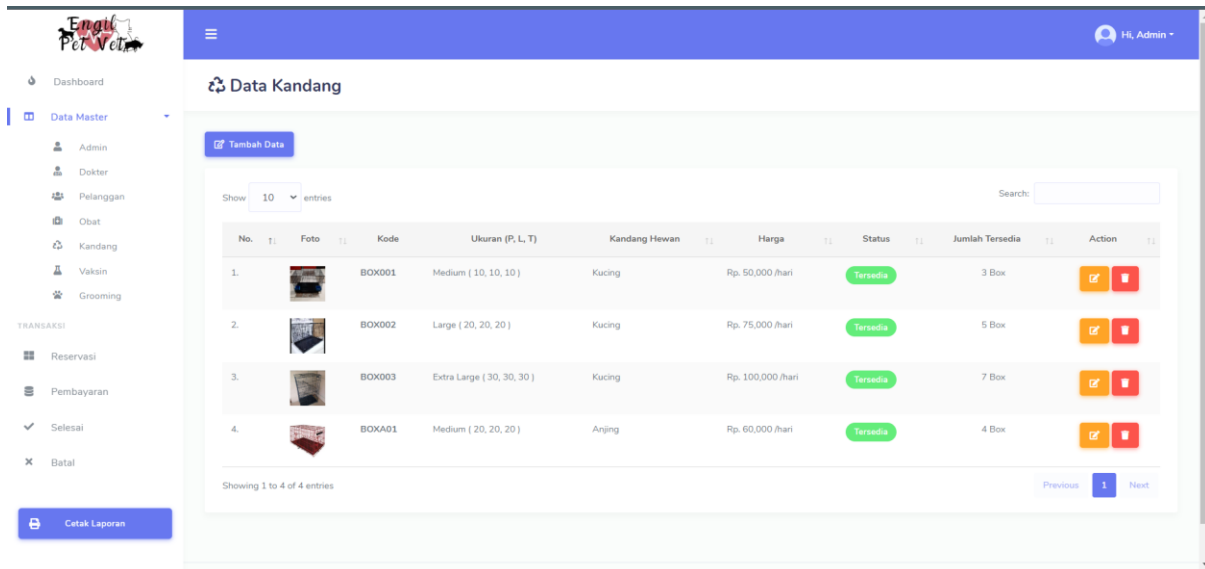 Engil
Pet Vet
Hi, Admin
Dashboard
Data Master
Admin
Dokter
Pelanggan
Obat
Kandang
Vaksin
Grooming
TRANSAKSI
Reservasi
Pembayaran
Selesai
Batal
Cetak Laporan
Data Kandang
Tambah Data
Show 10 entries Search:
No. Foto Kode Ukuran (P, L, T) Kandang Hewan Harga Status Jumlah Tersedia Action
1. BOX001 Medium ( 10, 10, 10 ) Kucing Rp. 50,000 /hari Tersedia 3 Box
2. BOX002 Large ( 20, 20, 20 ) Kucing Rp. 75,000 /hari Tersedia 5 Box
3. BOX003 Extra Large ( 30, 30, 30 ) Kucing Rp. 100,000 /hari Tersedia 7 Box
4. BOXA01 Medium ( 20, 20, 20 ) Anjing Rp. 60,000 /hari Tersedia 4 Box
Showing 1 to 4 of 4 entries Previous 1 Next